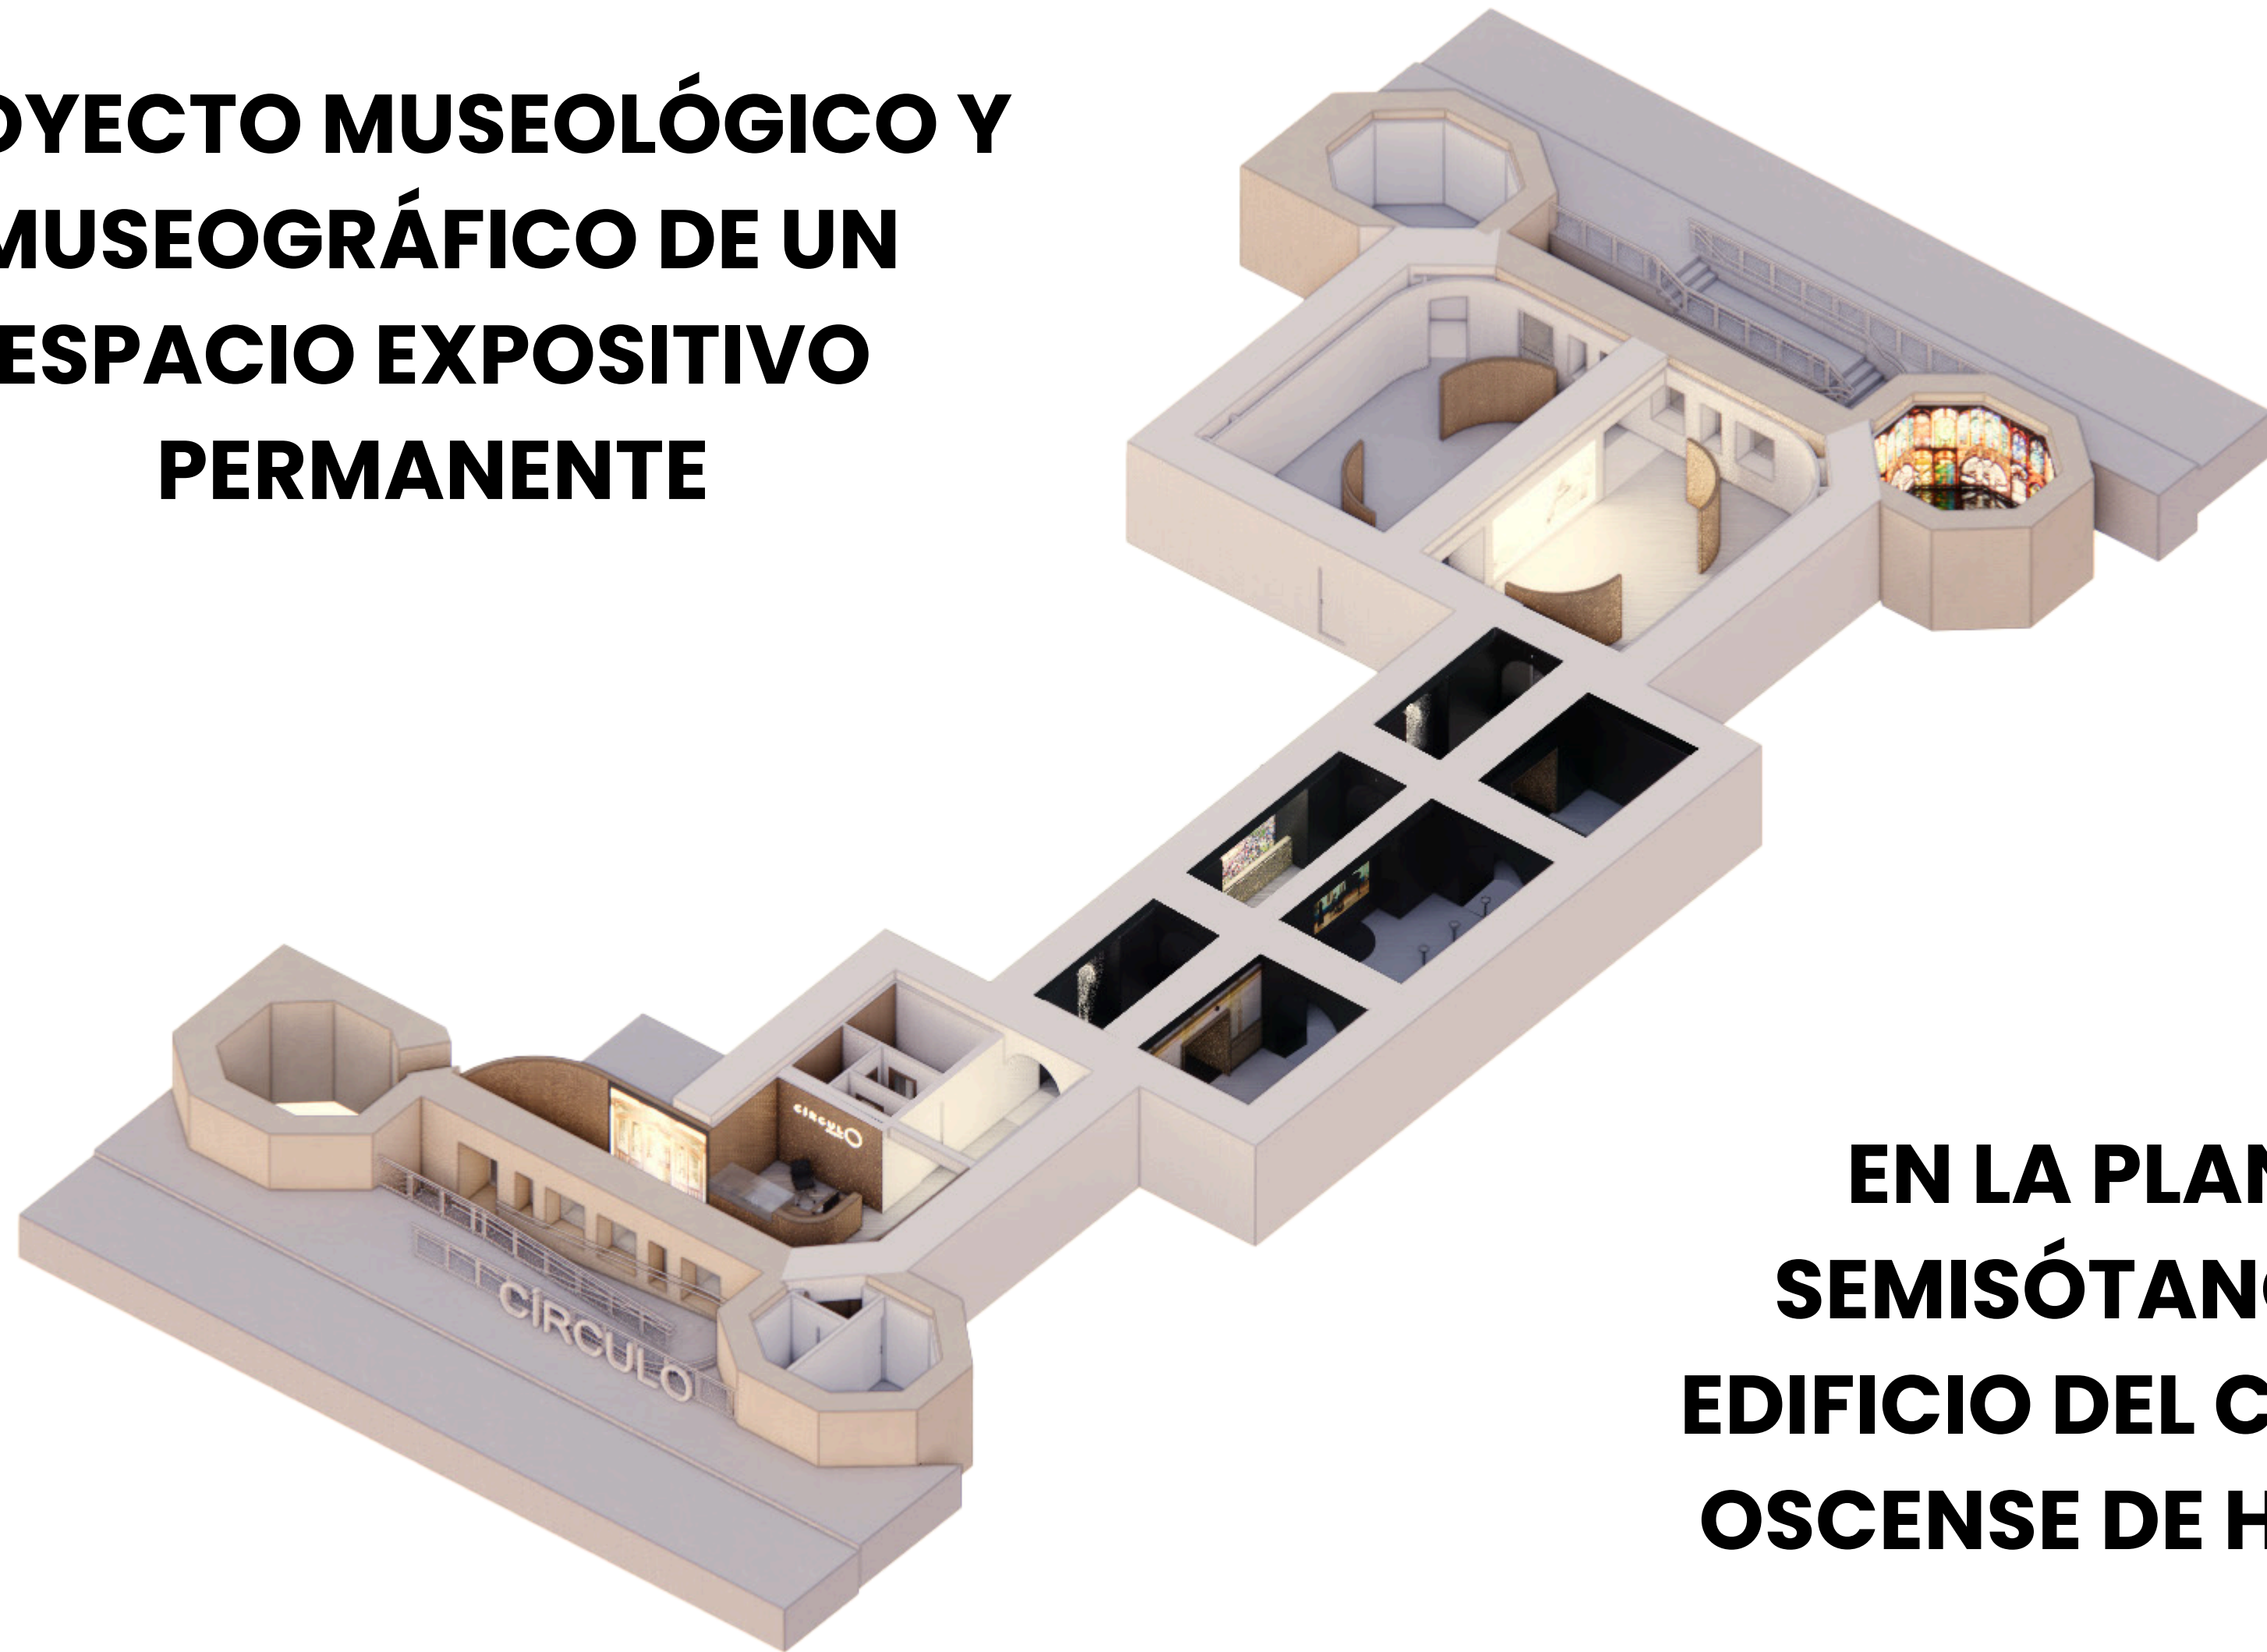 OYECTO MUSEOLÓGICO Y
MUSEOGRÁFICO DE UN
ESPACIO EXPOSITIVO
PERMANENTE
CÍRCULO
CÍRCULO
EN LA PLAN
SEMISÓTANO
EDIFICIO DEL C
OSCENSE DE H